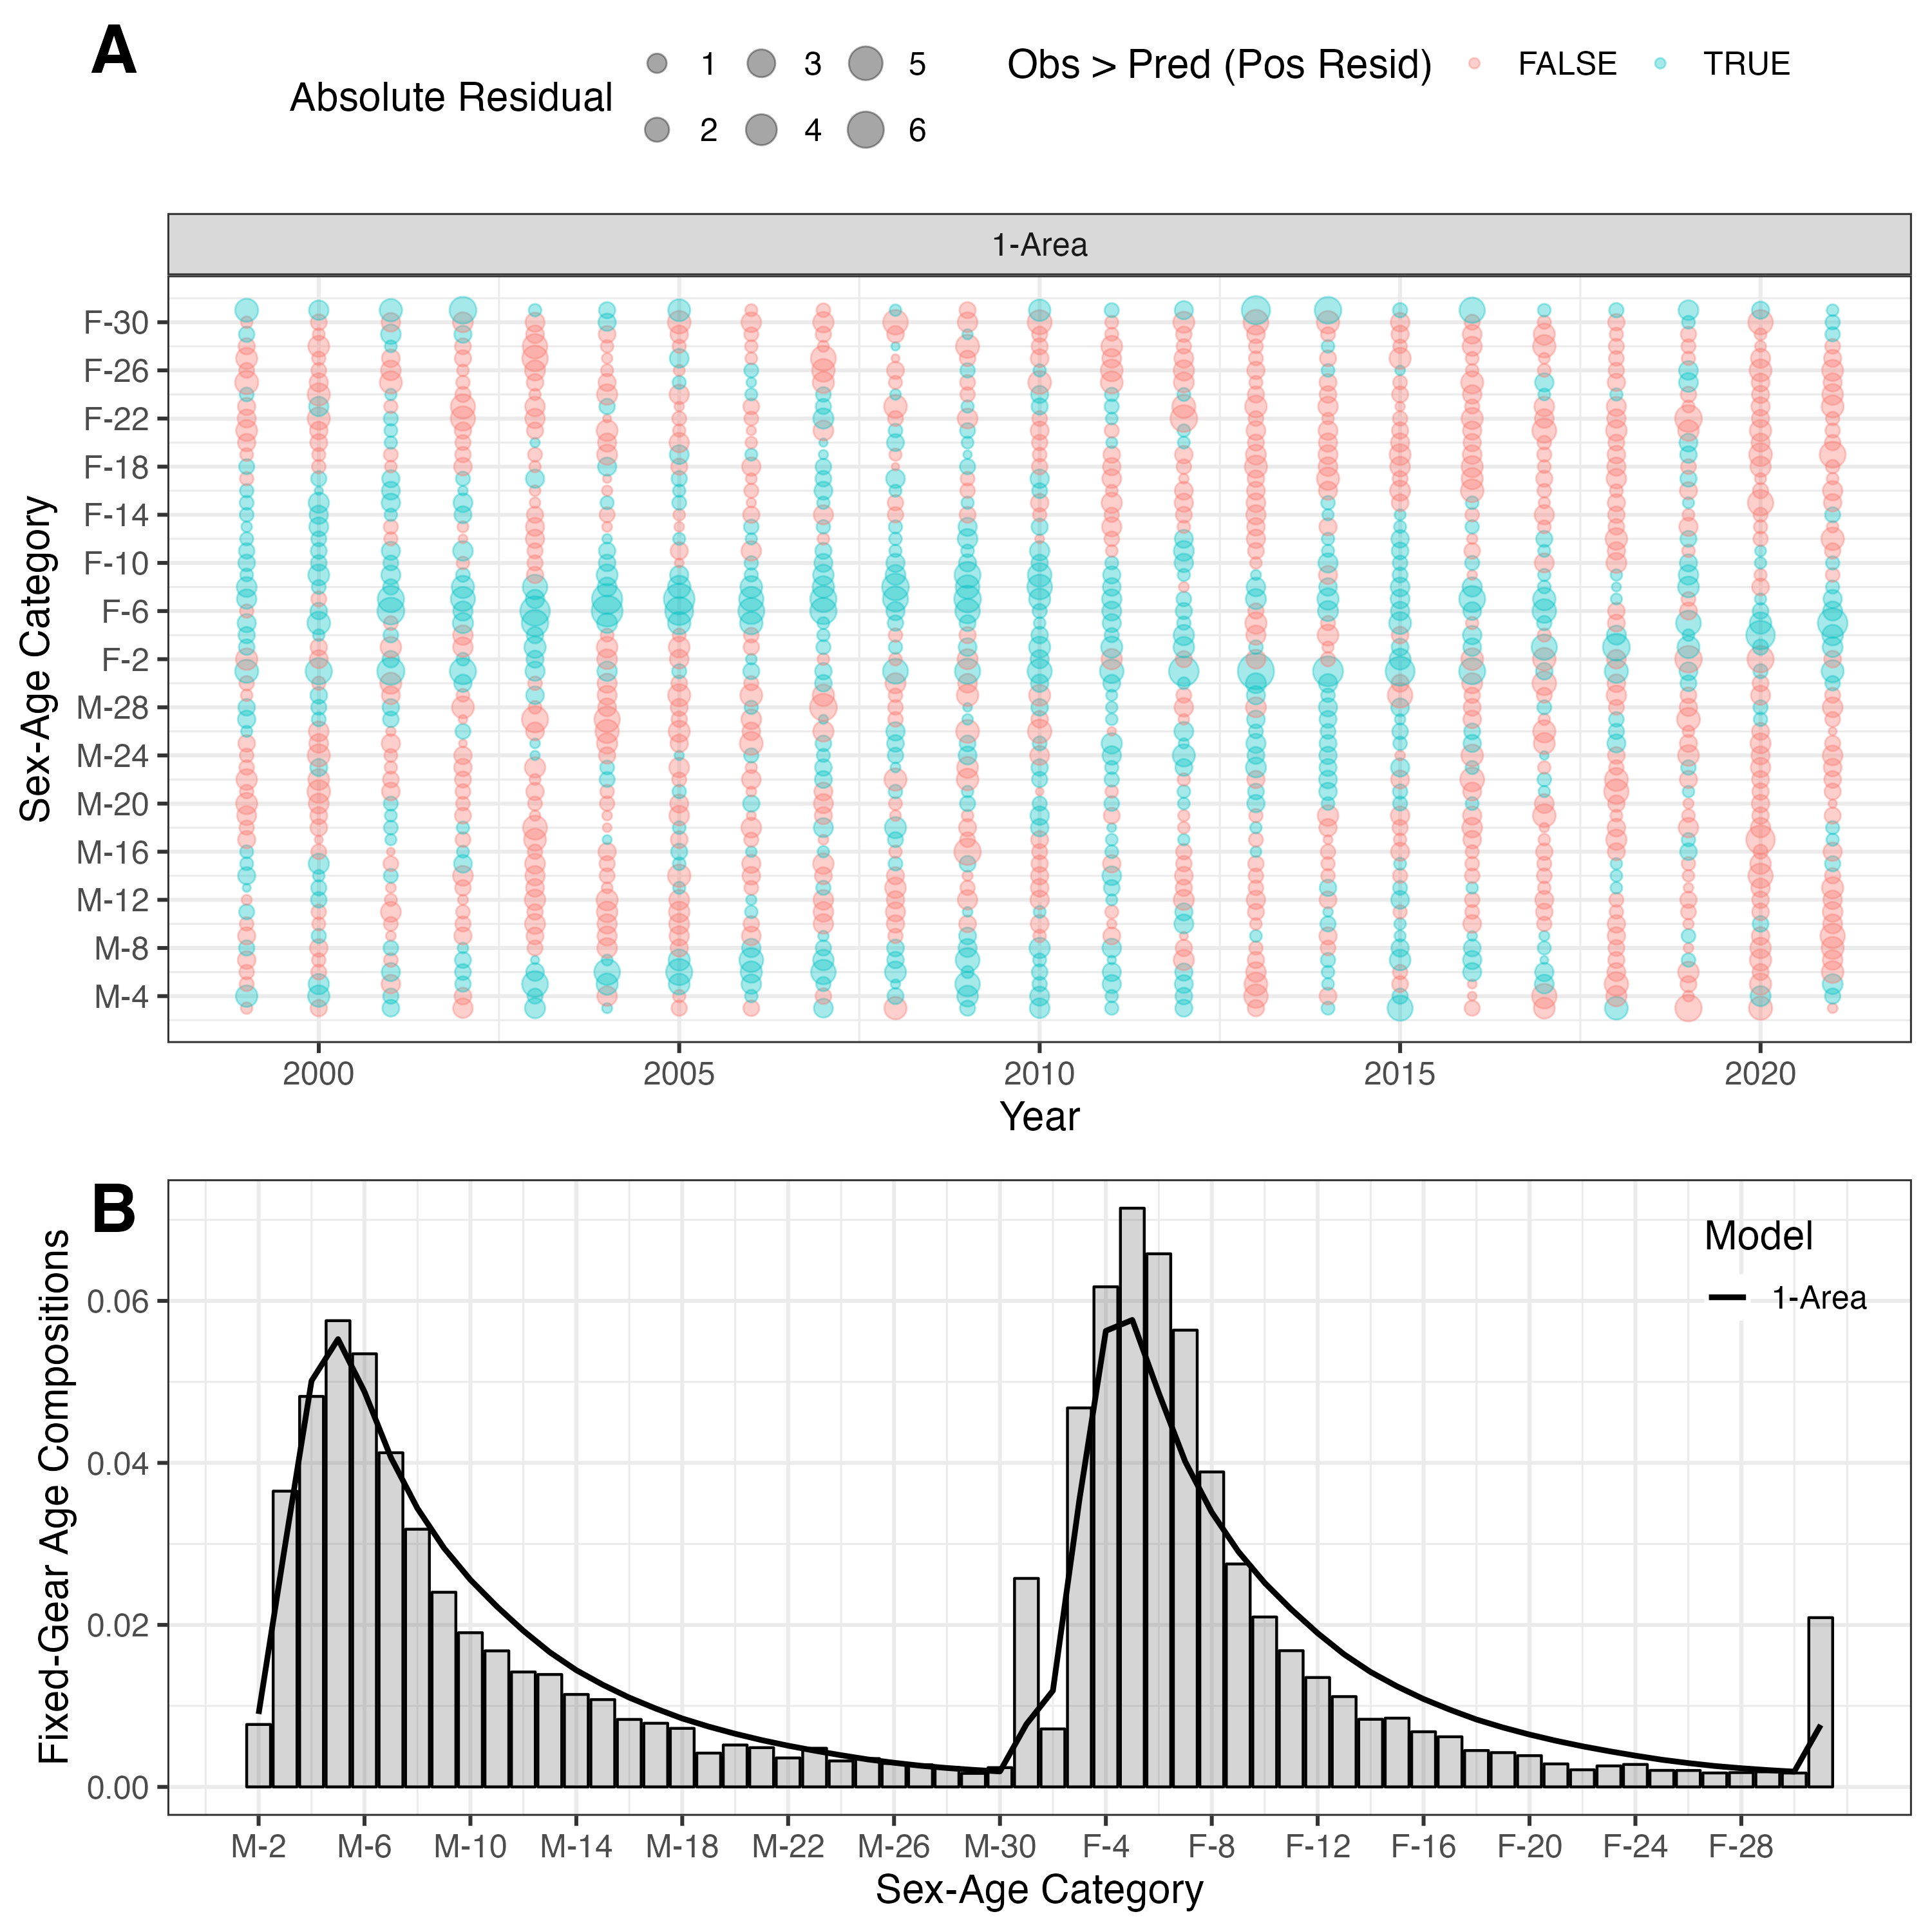 A
Absolute Residual
1 3 5
2 4 6
Obs > Pred (Pos Resid) FALSE TRUE
1-Area
Sex-Age Category
F-30
F-26
F-22
F-18
F-14
F-10
F-6
F-2
M-28
M-24
M-20
M-16
M-12
M-8
M-4
2000 2005 2010 2015 2020
Year
B
Fixed-Gear Age Compositions
Model
1-Area
0.06
0.04
0.02
0.00
M-2 M-6 M-10 M-14 M-18 M-22 M-26 M-30 F-4 F-8 F-12 F-16 F-20 F-24 F-28
Sex-Age Category